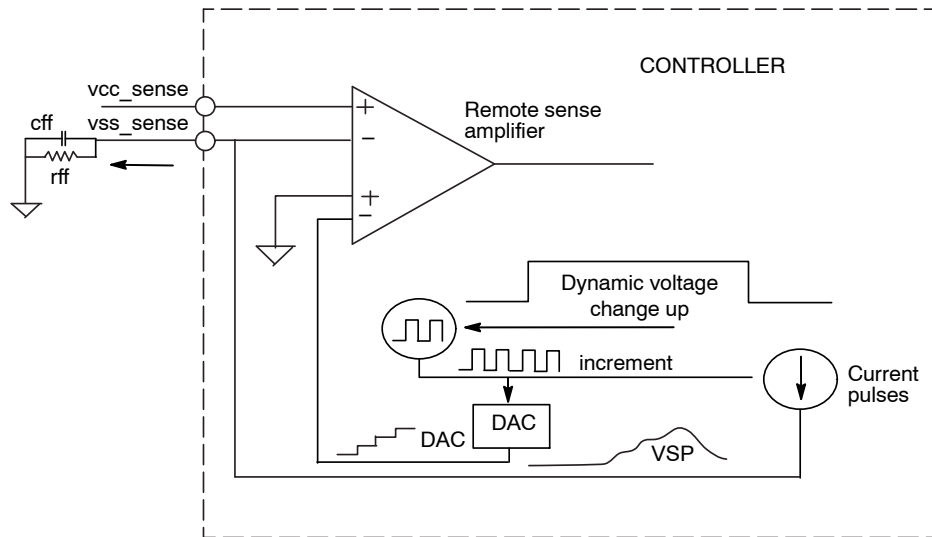 CONTROLLER
vcc_sense
+
Remote sense
amplifier
cff
vss_sense
−
rff
+
−
Dynamic voltage
change up
increment
Current
pulses
DAC
DAC
VSP